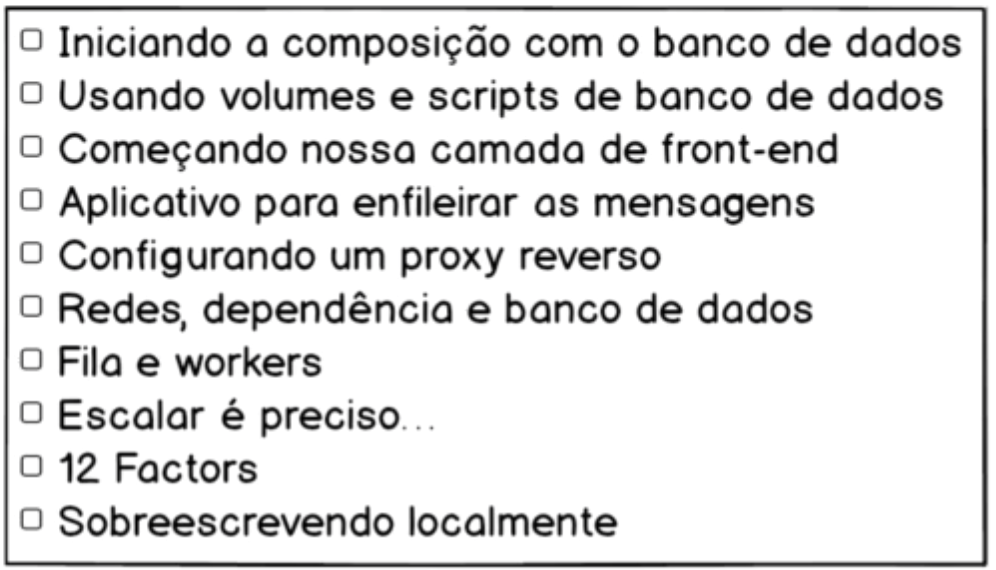 Iniciando a composição com o banco de dados
Usando volumes e scripts de banco de dados
Começando nossa camada de front-end
Aplicativo para enfileirar as mensagens
Configurando um proxy reverso
Redes, dependência e banco de dados
Fila e workers
Escalar é preciso...
12 Factors
Sobreescrevendo localmente